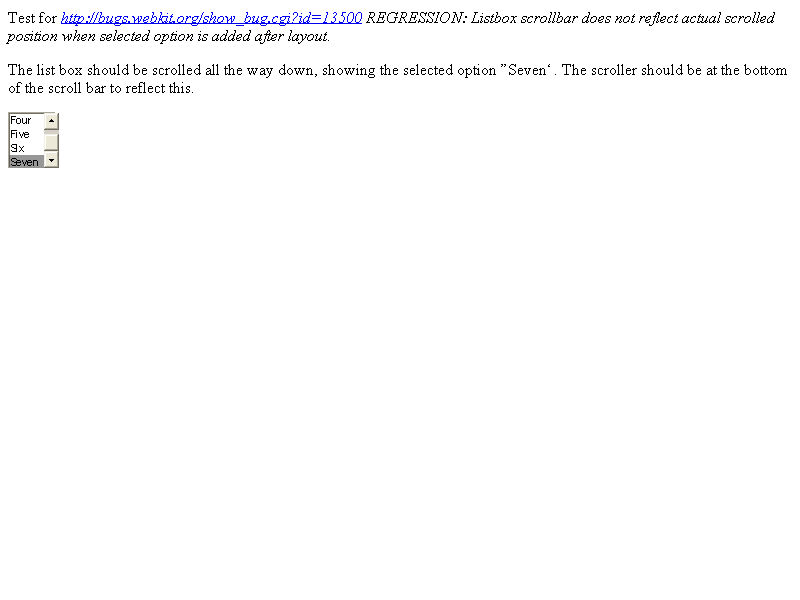 Test for http://bugs.webkit.org/show_bug.cgi?id=13500 REGRESSION: Listbox scrollbar does not reflect actual scrolled
position when selected option is added after layout.
The list box should be scrolled all the way down, showing the selected option ”Seven‘. The scroller should be at the bottom
of the scroll bar to reflect this.
Four
Five
Six
Seven